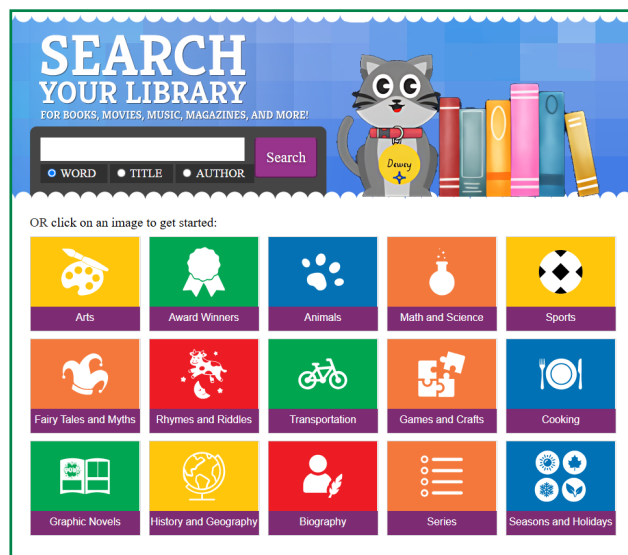 SEARCH
YOUR LIBRARY
FOR BOOKS, MOVIES, MUSIC, MAGAZINES, AND MORE!
Search
WORD TITLE AUTHOR
Dewey
OR click on an image to get started:
Arts Award Winners Animals Math and Science Sports
Fairy Tales and Myths Rhymes and Riddles Transportation Games and Crafts Cooking
Graphic Novels History and Geography Biography Series Seasons and Holidays